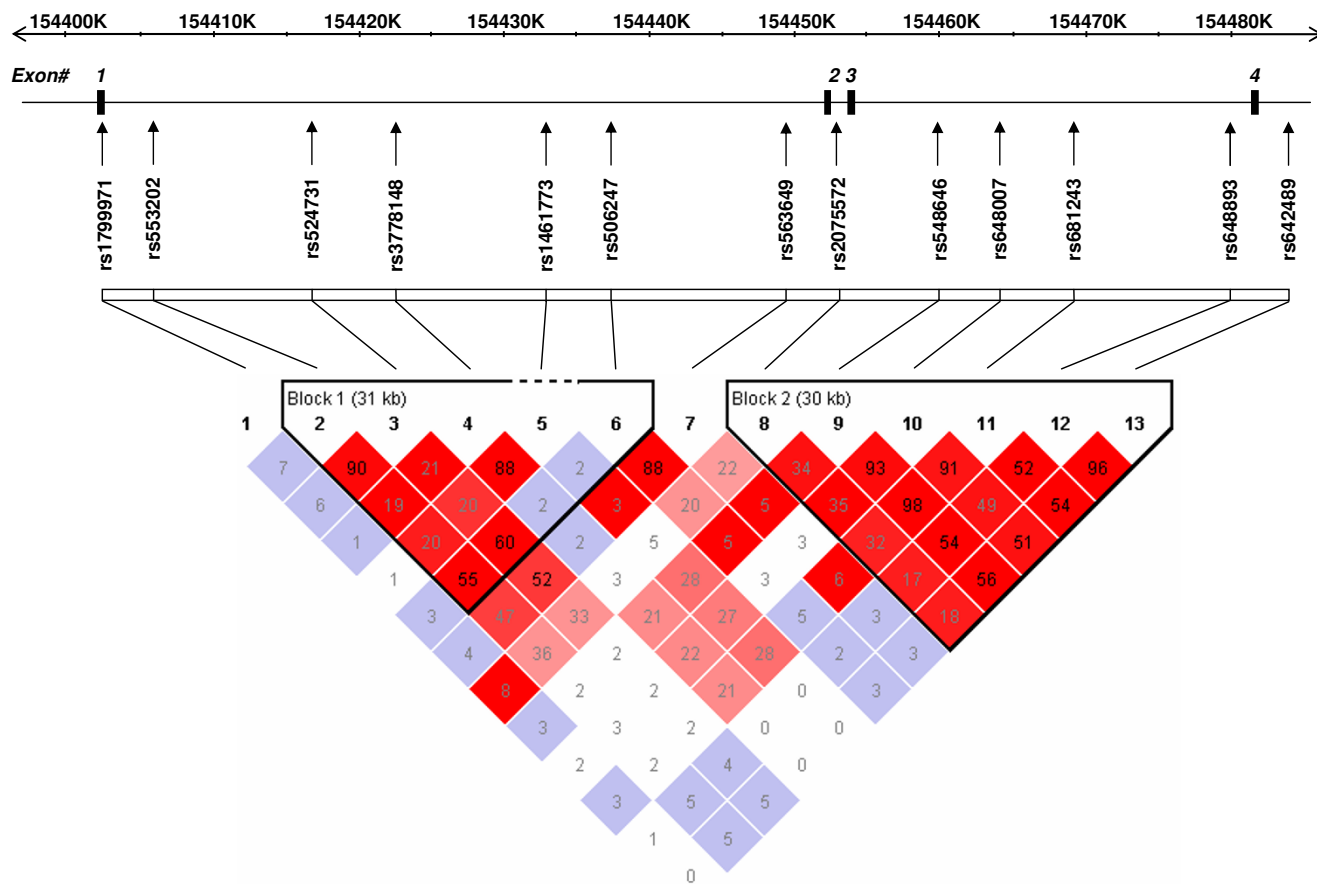 154400K 154410K 154420K 154430K 154440K 154450K 154460K 154470K 154480K
Exon# 1 2 3 4
rs1799971
rs553202
rs524731
rs3778148
rs1461773
rs506247
rs563649
rs2075572
rs548646
rs648007
rs681243
rs648893
rs642489
Block 1 (31 kb) Block 2 (30 kb)
1 2 3 4 5 6 7 8 9 10 11 12 13
7 90 21 88 2 88 22 34 93 91 52 96
6 19 20 2 3 20 5 35 98 49 54
1 20 60 2 5 5 3 32 54 51
1 55 52 3 28 3 6 17 56
3 47 33 21 27 5 3 18
4 36 2 22 28 2 3
8 2 2 21 0 3
3 3 2 0 0
2 2 4 0
3 5 5
1 5
0